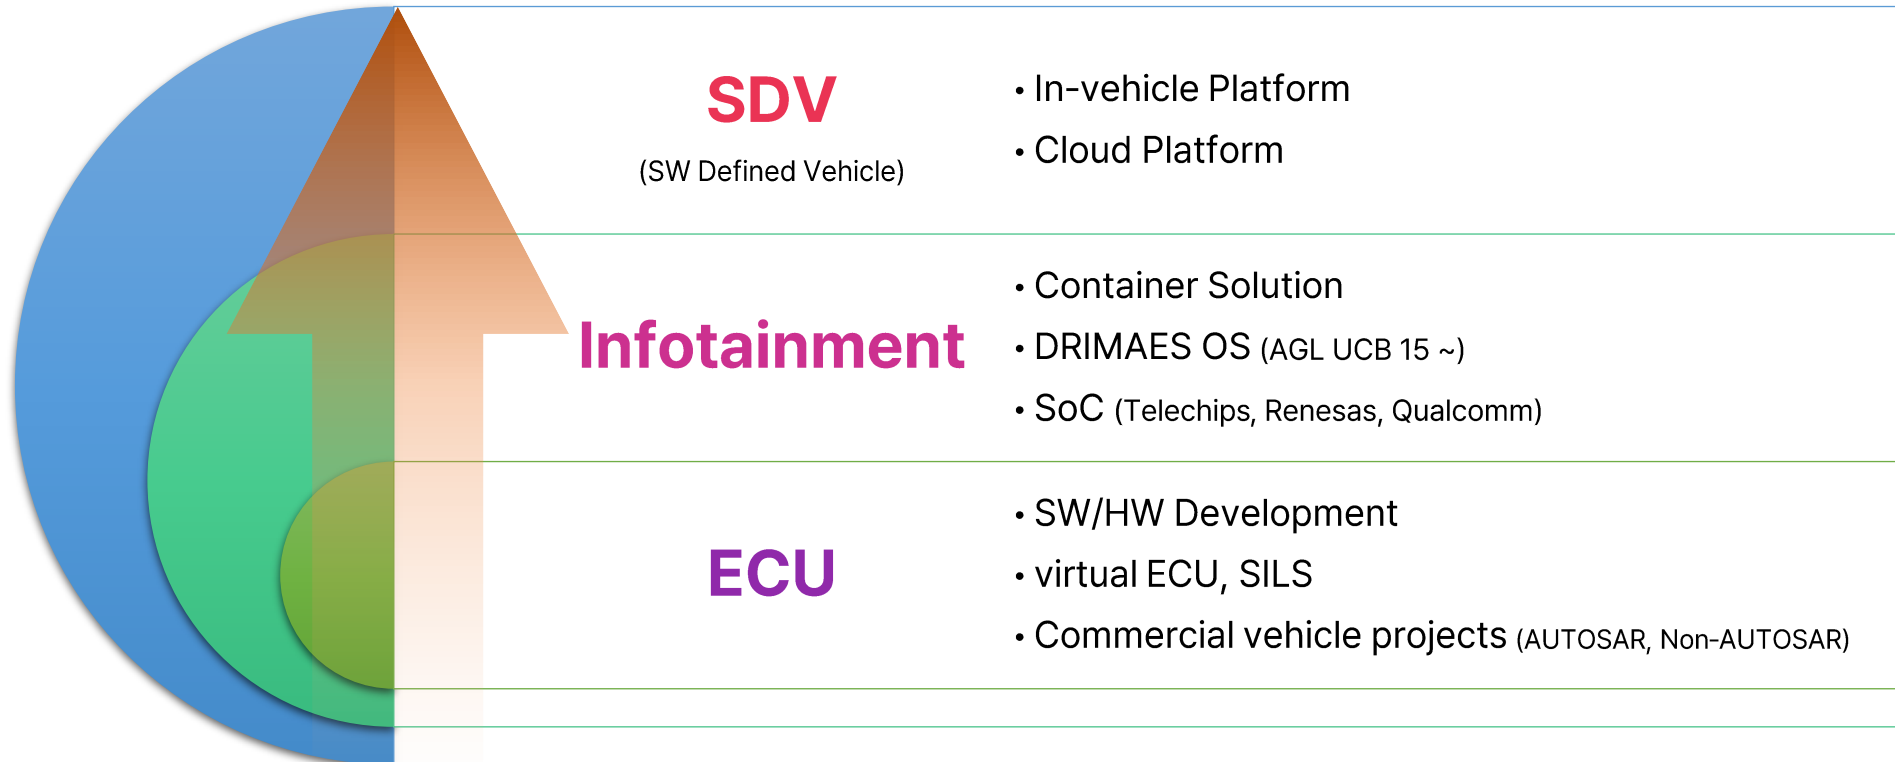 SDV
(SW Defined Vehicle)
• In-vehicle Platform
• Cloud Platform
Infotainment
• Container Solution
• DRIMAES OS (AGL UCB 15 ~)
• SoC (Telechips, Renesas, Qualcomm)
ECU
• SW/HW Development
• virtual ECU, SILS
• Commercial vehicle projects (AUTOSAR, Non-AUTOSAR)